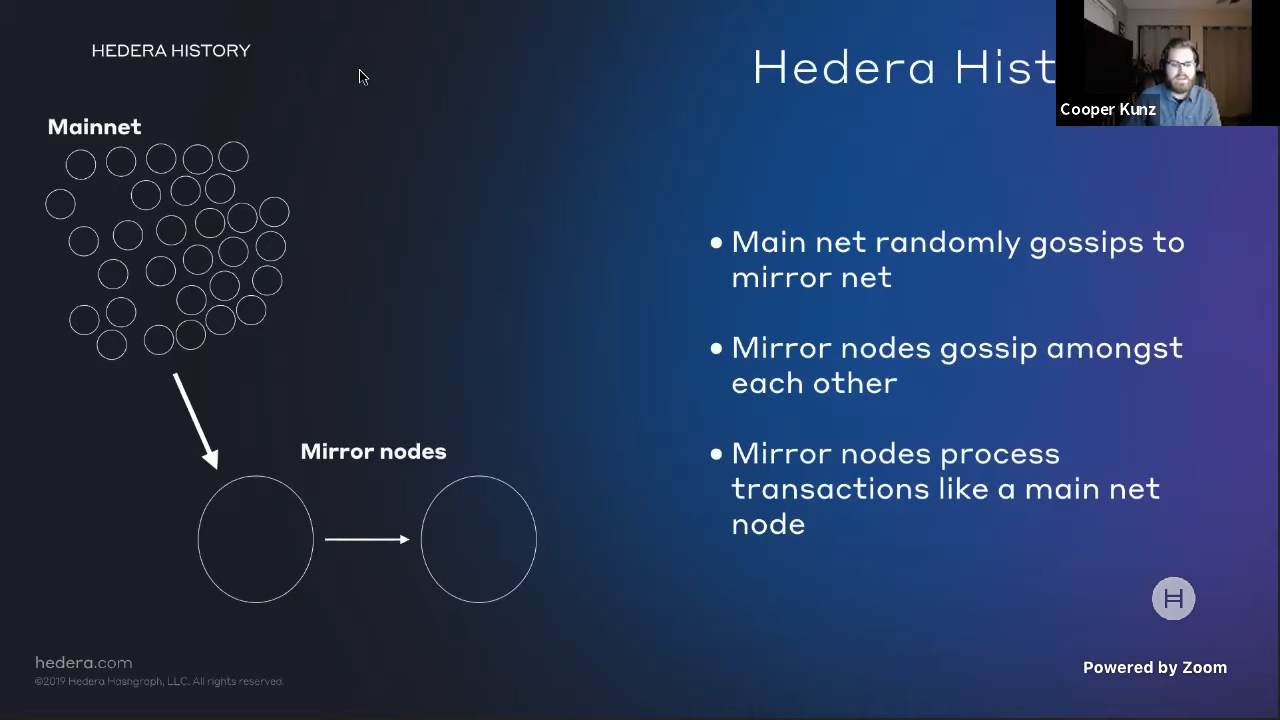 HEDERA HISTORY
Hedera Hist
Cooper Kunz
Mainnet
• Main net randomly gossips to
mirror net
• Mirror nodes gossip amongst
each other
• Mirror nodes process
transactions like a main net
node
Mirror nodes
hedera.com
©2019 Hedera Hashgraph, LLC. All rights reserved.
Powered by Zoom